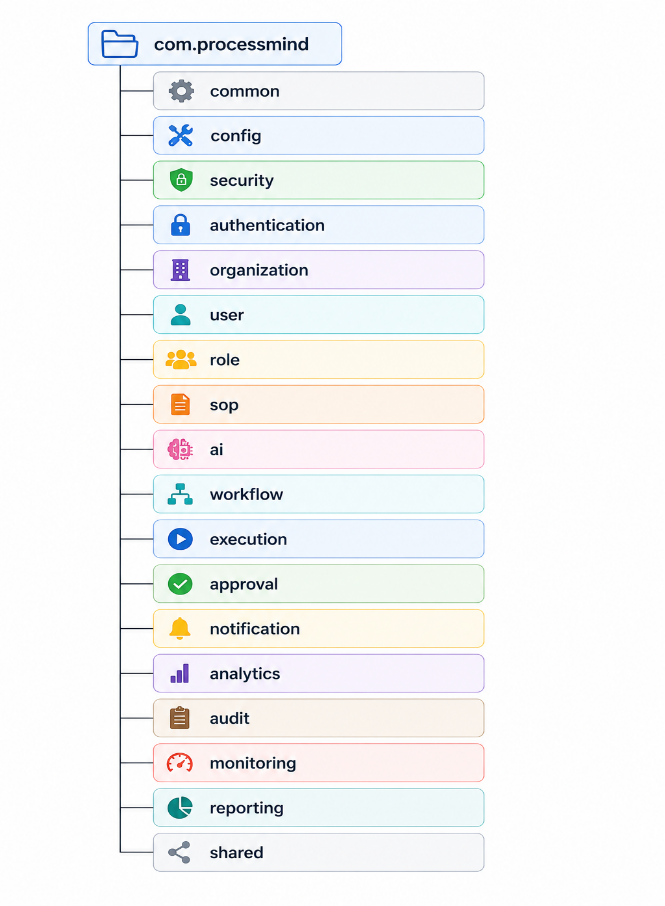 com.processmind
common
config
security
authentication
organization
user
role
sop
ai
workflow
execution
approval
notification
analytics
audit
monitoring
reporting
shared